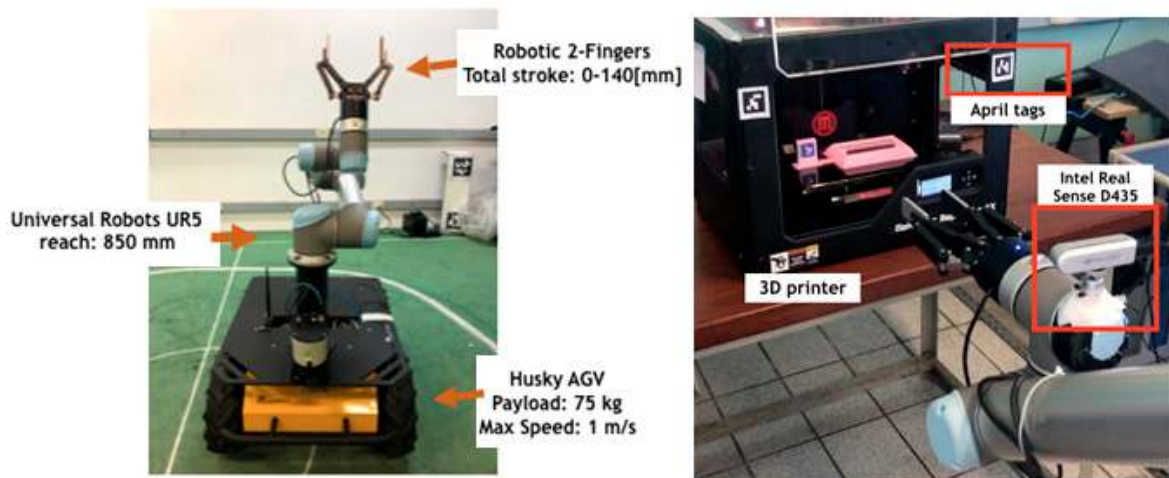 Robotic 2-Fingers
Total stroke: 0-140[mm]
Universal Robots UR5
reach: 850 mm
Husky AGV
Payload: 75 kg
Max Speed: 1 m/s
April tags
Intel Real
Sense D435
3D printer